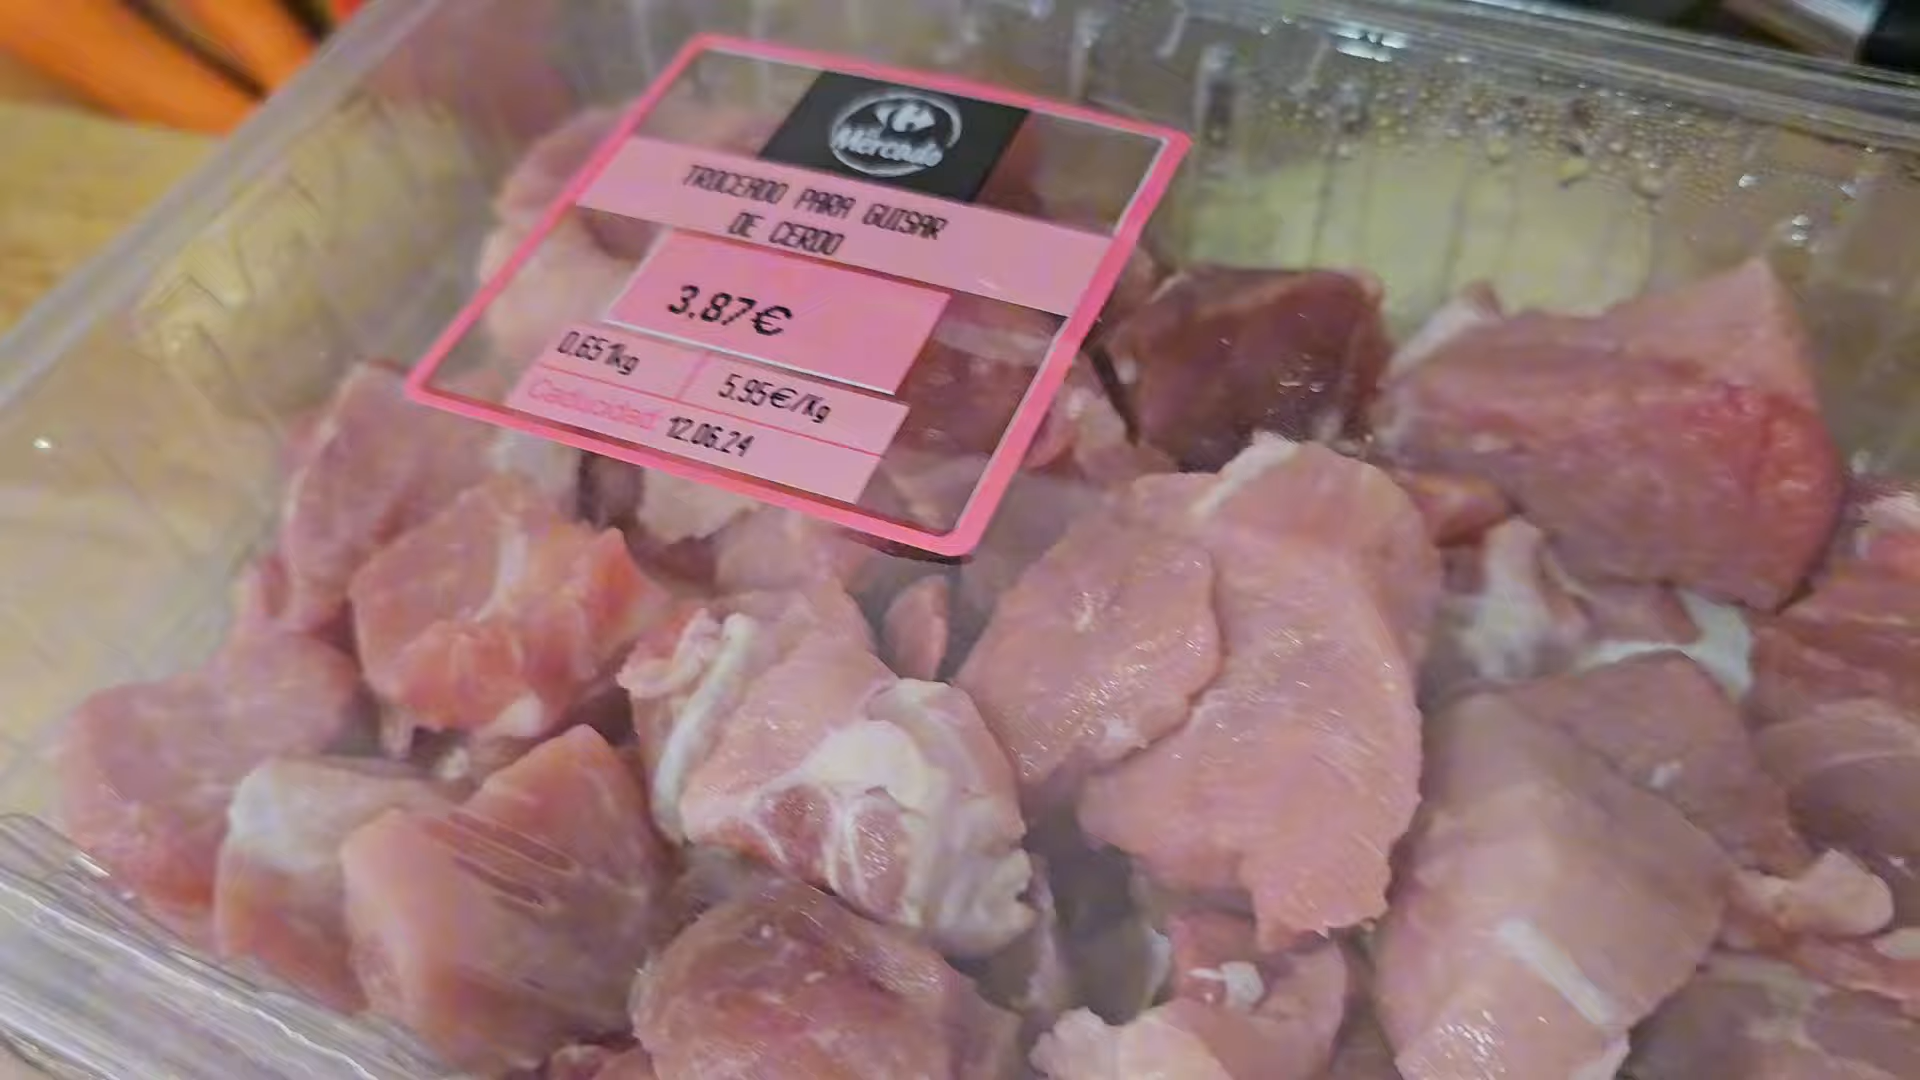 Mercado
TROCEADO PARA GUISAR
DE CERDO
3.87€
0.651kg
5.95€/Kg
Caducidad 12.06.24